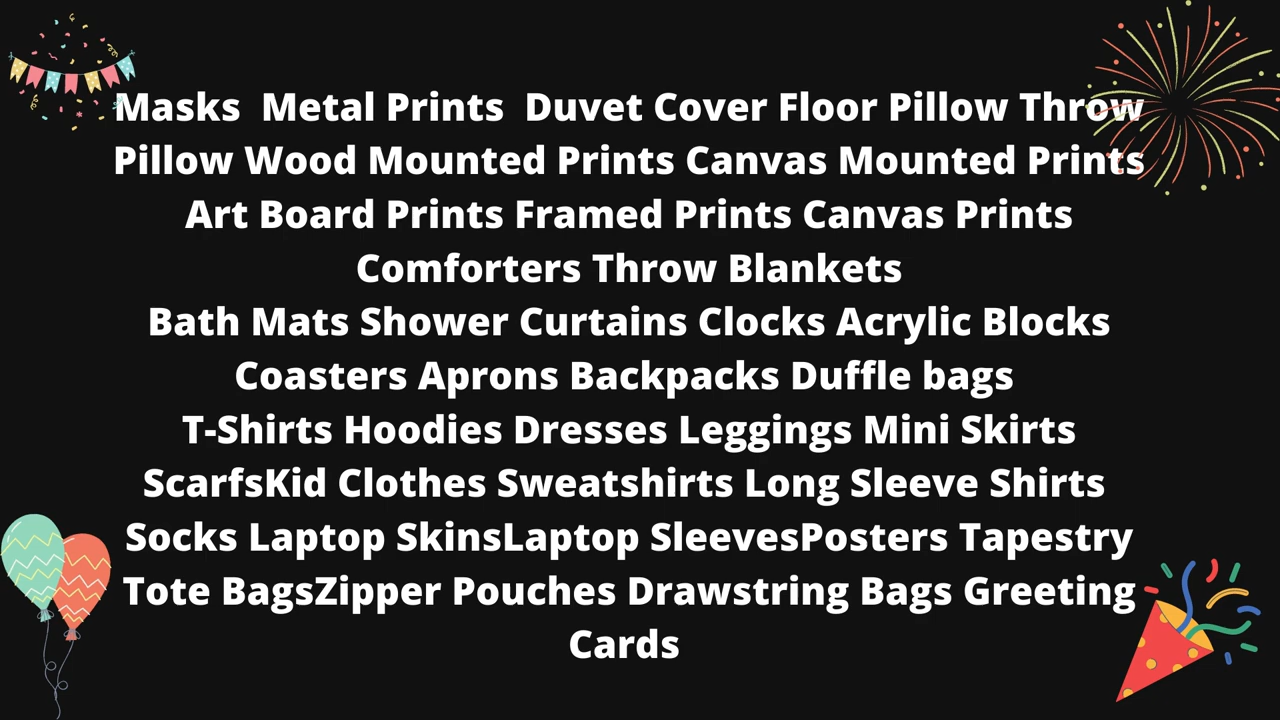 Masks  Metal Prints  Duvet Cover Floor Pillow Throw
Pillow Wood Mounted Prints Canvas Mounted Prints
Art Board Prints Framed Prints Canvas Prints
Comforters Throw Blankets
Bath Mats Shower Curtains Clocks Acrylic Blocks
Coasters Aprons Backpacks Duffle bags
T-Shirts Hoodies Dresses Leggings Mini Skirts
ScarfsKid Clothes Sweatshirts Long Sleeve Shirts
Socks Laptop SkinsLaptop SleevesPosters Tapestry
Tote BagsZipper Pouches Drawstring Bags Greeting
Cards